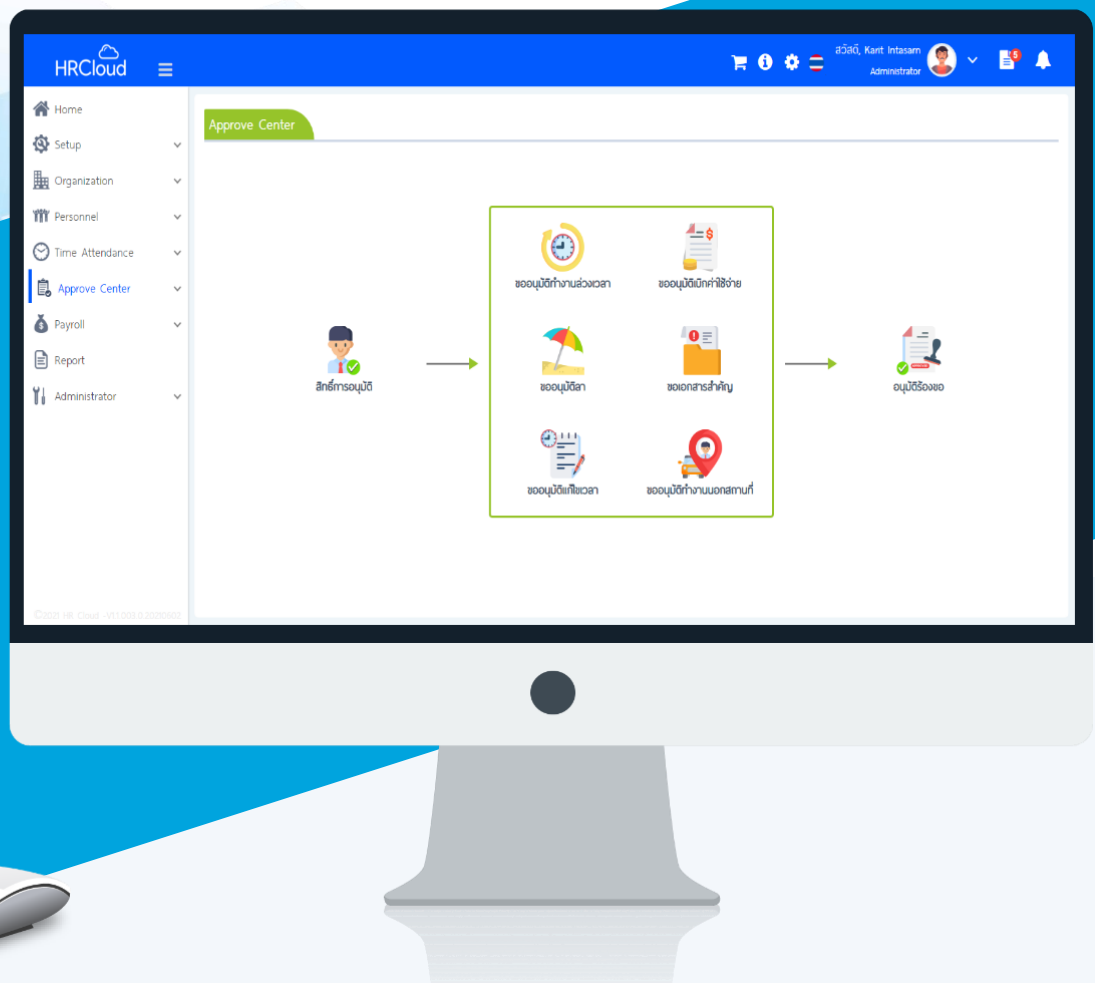 HRCloud
สวัสดี, Karit Intasarn
Administrator
5
Home
Setup
Organization
Personnel
Time Attendance
Approve Center
Payroll
Report
Administrator
Approve Center
ขออนุมัติทำงานล่วงเวลา
ขออนุมัติเบิกค่าใช้จ่าย
สิทธิ์การอนุมัติ
ขออนุมัติลา
ขอเอกสารสำคัญ
อนุมัติร้องขอ
ขออนุมัติแก้ไขเวลา
ขออนุมัติทำงานนอกสถานที่